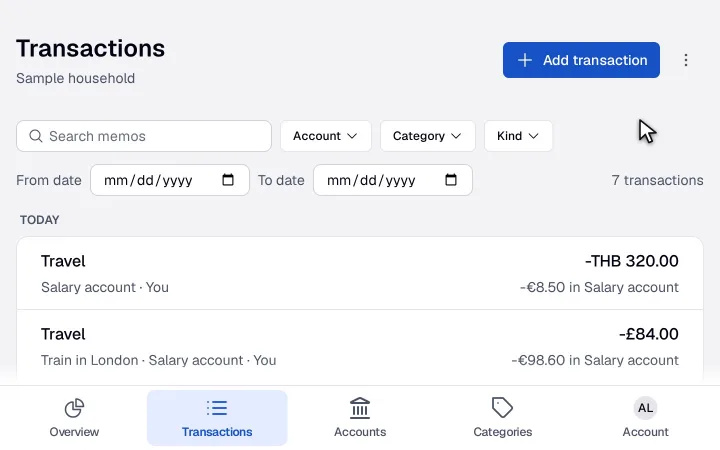 Transactions
Sample household
Add transaction
Search memos
Account
Category
Kind
From date
mm/dd/yyyy
To date
mm/dd/yyyy
7 transactions
TODAY
Travel
-THB 320.00
Salary account · You
-€8.50 in Salary account
Travel
-£84.00
Train in London · Salary account · You
-€98.60 in Salary account
Overview
Transactions
Accounts
Categories
AL
Account